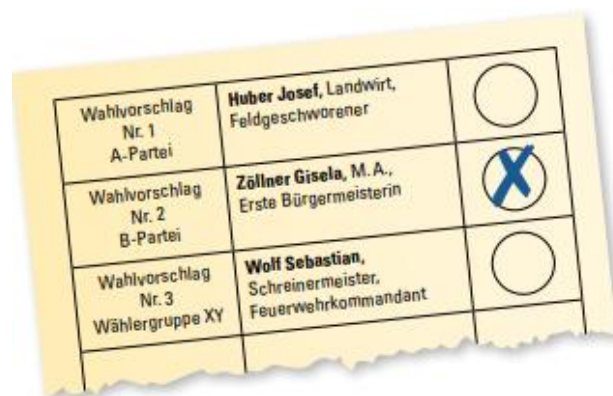 Wahlvorschlag
Nr. 1
A-Partei
Huber Josef, Landwirt,
Feldgeschworener
Wahlvorschlag
Nr. 2
B-Partei
Zöllner Gisela, M.A.,
Erste Bürgermeisterin
X
Wahlvorschlag
Nr. 3
Wählergruppe XY
Wolf Sebastian,
Schreinermeister,
Feuerwehrkommandant